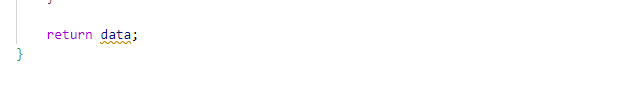 }
return data;
}